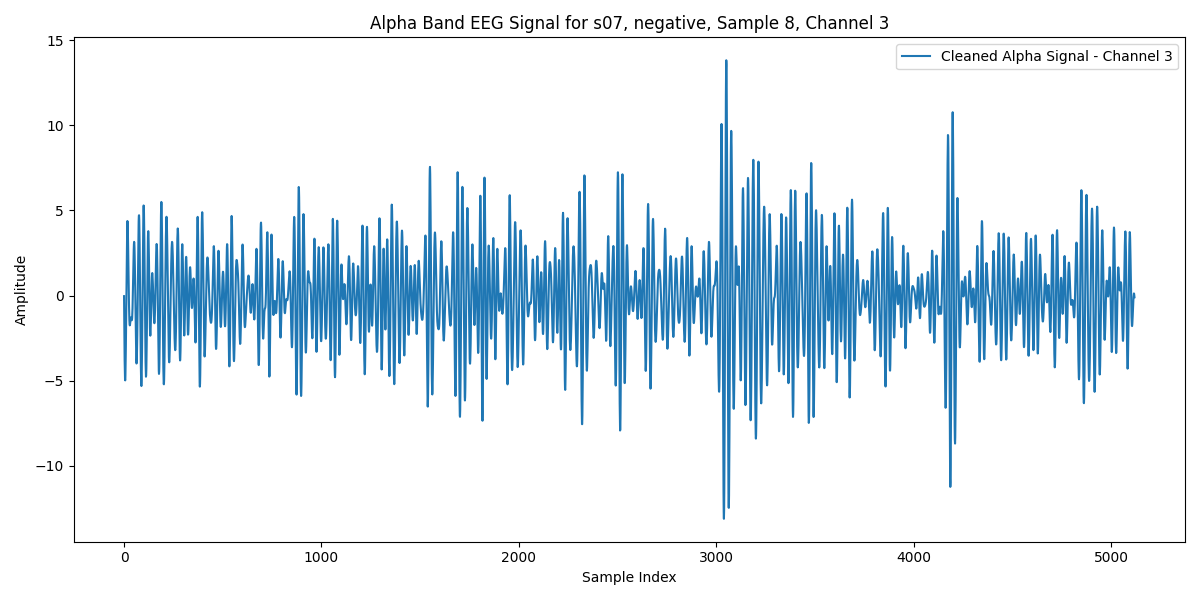 Alpha Band EEG Signal for s07, negative, Sample 8, Channel 3
Cleaned Alpha Signal - Channel 3
15
10
5
0
−5
−10
Amplitude
0 1000 2000 3000 4000 5000
Sample Index